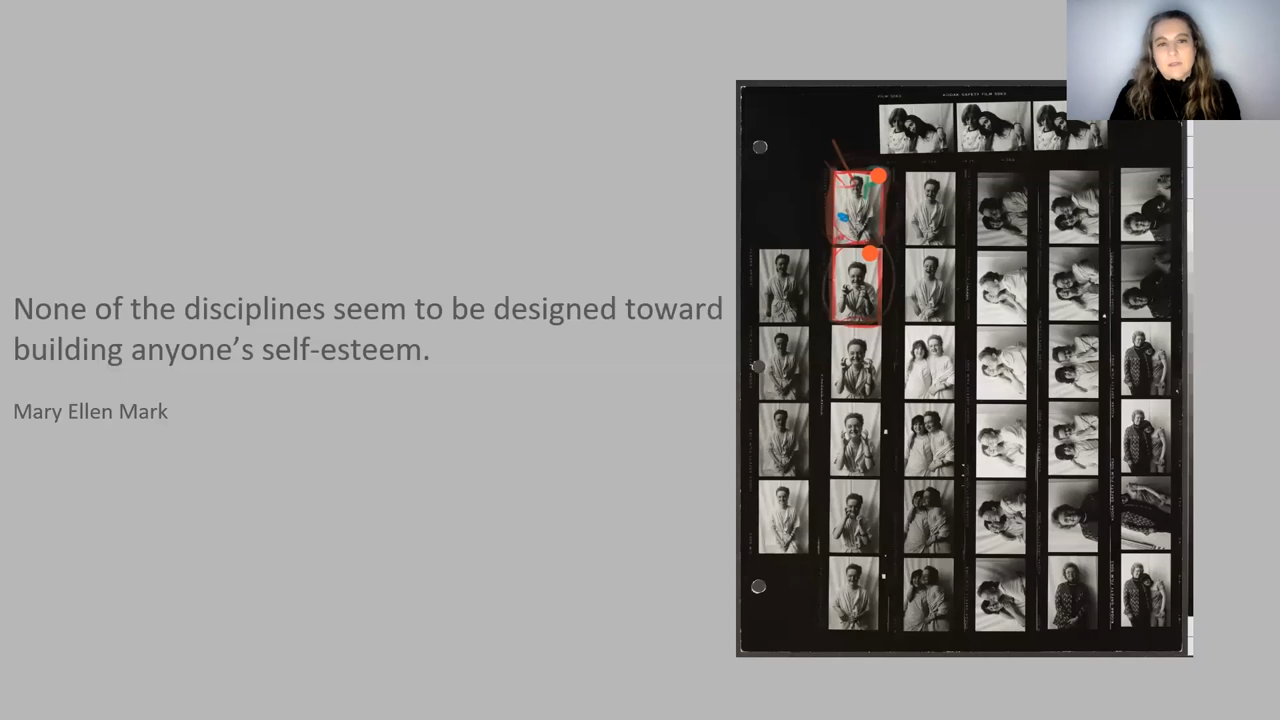 None of the disciplines seem to be designed toward
building anyone’s self-esteem.
Mary Ellen Mark